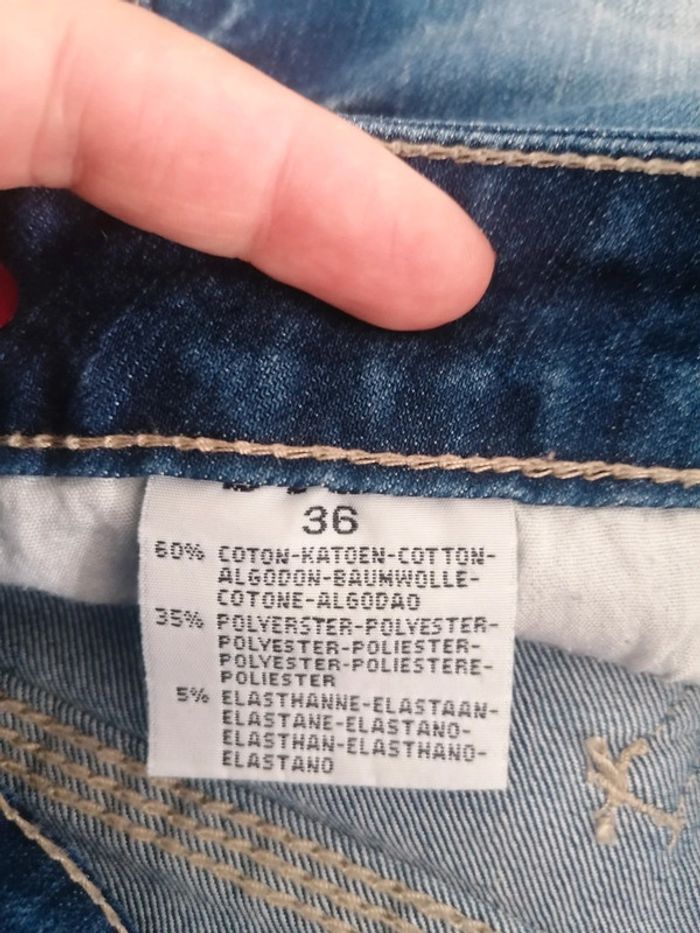 36
60% COTON-KATOEN-COTTON-
ALGODON-BAUMWOLLE-
COTONE-ALGODAO
35% POLYERSTER-POLYESTER-
POLYESTER-POLIESTER-
POLYESTER-POLIESTERE-
POLIESTER
5% ELASTHANNE-ELASTAAN-
ELASTANE-ELASTANO-
ELASTHAN-ELASTHANO-
ELASTANO